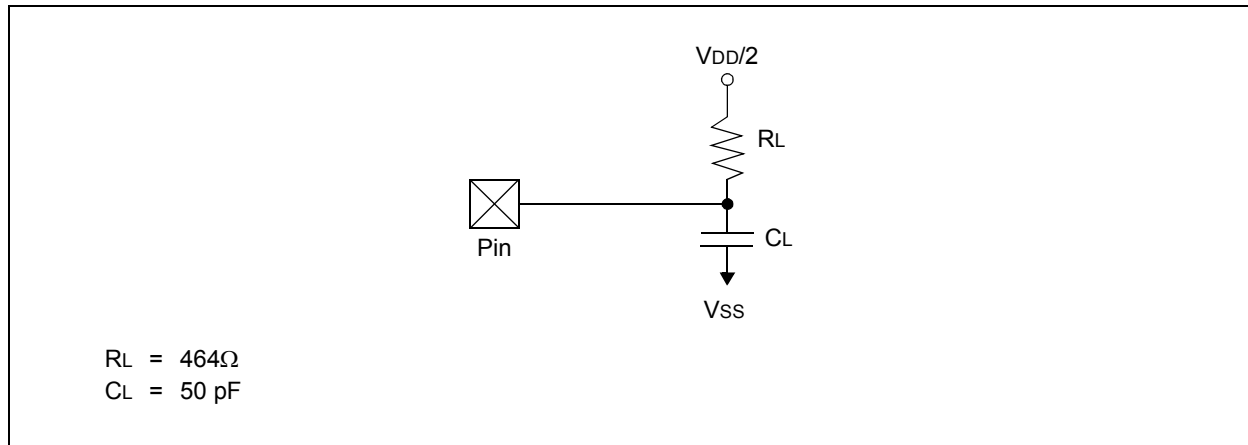 VDD/2
RL
Pin
CL
VSS
RL = 464Ω
CL = 50 pF